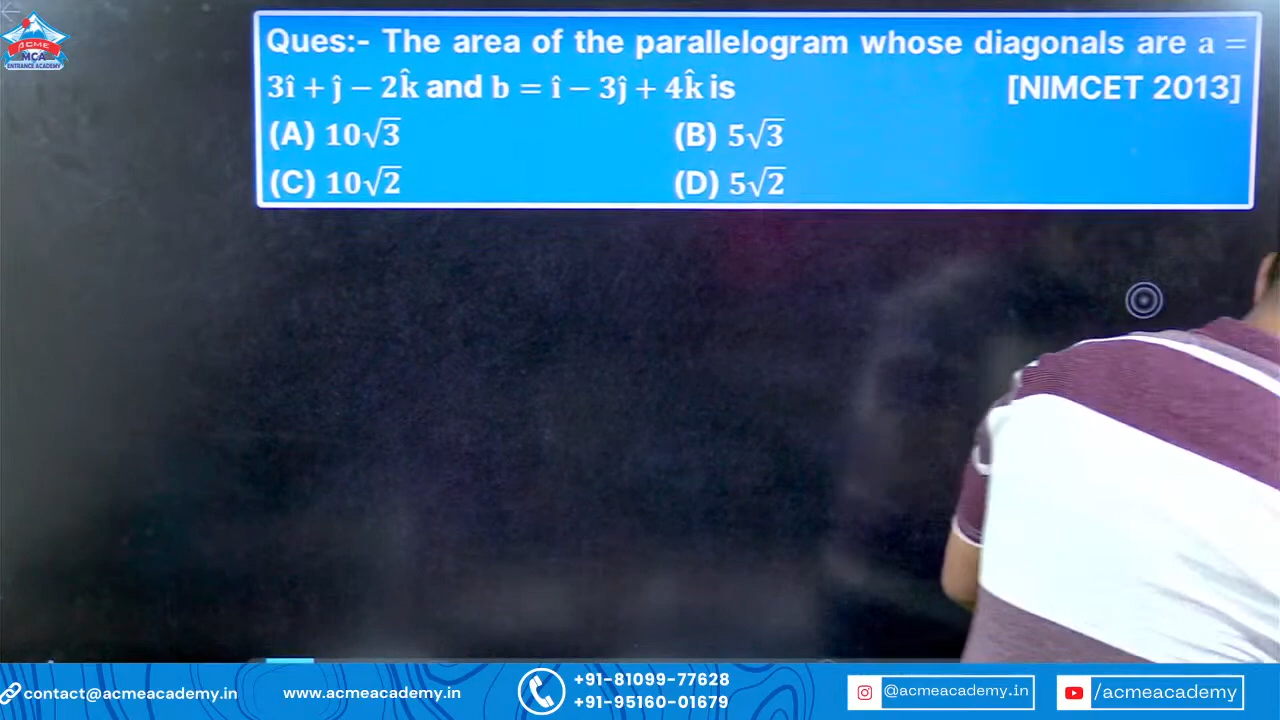 ACME
MCA
ENTRANCE ACADEMY
Ques:- The area of the parallelogram whose diagonals are a =
3î + ĵ − 2k̂ and b = î − 3ĵ + 4k̂ is [NIMCET 2013]
(A) 10√3 (B) 5√3
(C) 10√2 (D) 5√2
contact@acmeacademy.in www.acmeacademy.in +91-81099-77628
+91-95160-01679
@acmeacademy.in /acmeacademy